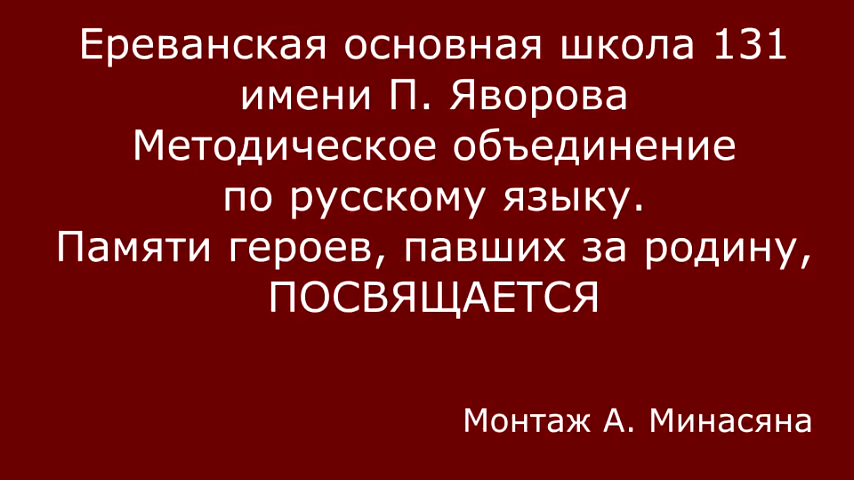 Ереванская основная школа 131
имени П. Яворова
Методическое объединение
по русскому языку.
Памяти героев, павших за родину,
ПОСВЯЩАЕТСЯ
Монтаж А. Минасяна